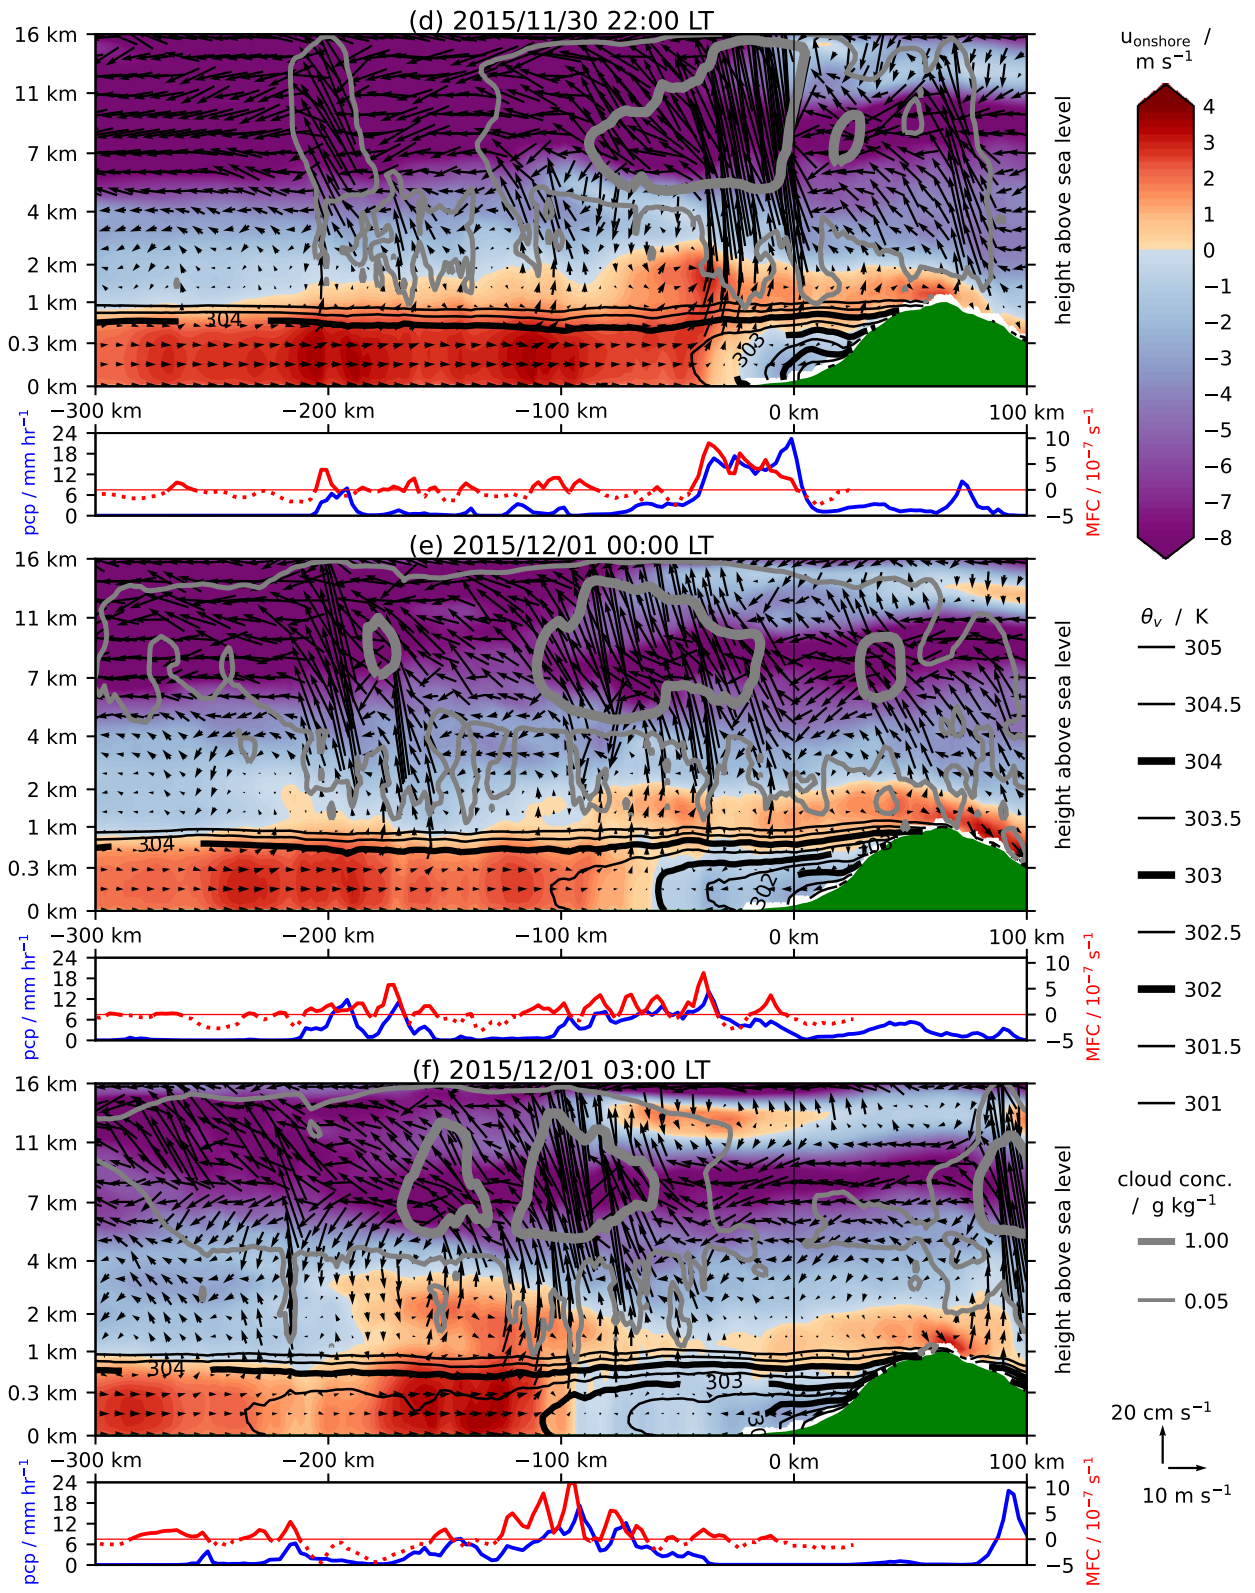 (d) 2015/11/30 22:00 LT
16 km
11 km
7 km
4 km
2 km
1 km
0.3 km
0 km
304
303
height above sea level
−300 km
−200 km
−100 km
0 km
100 km
pcp / mm hr−1
24
18
12
6
0
10
5
0
−5
MFC / 10−7 s−1
(e) 2015/12/01 00:00 LT
16 km
11 km
7 km
4 km
2 km
1 km
0.3 km
0 km
304
303
302
height above sea level
−300 km
−200 km
−100 km
0 km
100 km
pcp / mm hr−1
24
18
12
6
0
10
5
0
−5
MFC / 10−7 s−1
(f) 2015/12/01 03:00 LT
16 km
11 km
7 km
4 km
2 km
1 km
0.3 km
0 km
304
303
height above sea level
−300 km
−200 km
−100 km
0 km
100 km
pcp / mm hr−1
24
18
12
6
0
10
5
0
−5
MFC / 10−7 s−1
uonshore /
m s−1
4
3
2
1
0
−1
−2
−3
−4
−5
−6
−7
−8
θv / K
305
304.5
304
303.5
303
302.5
302
301.5
301
cloud conc.
/ g kg−1
1.00
0.05
20 cm s−1
10 m s−1